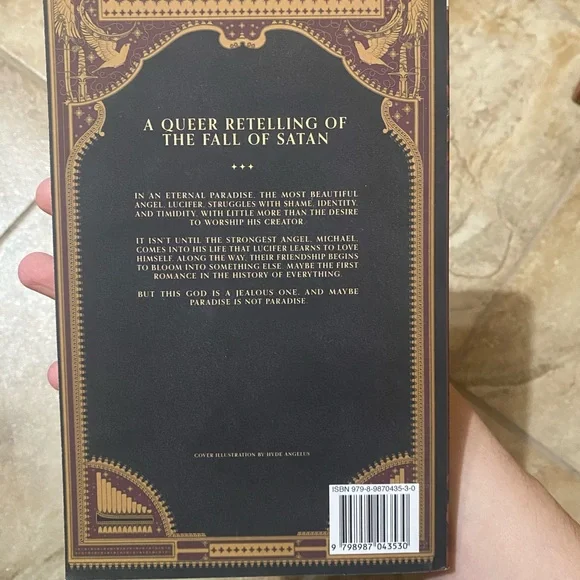 A QUEER RETELLING OF
THE FALL OF SATAN
IN AN ETERNAL PARADISE, THE MOST BEAUTIFUL
ANGEL, LUCIFER, STRUGGLES WITH SHAME, IDENTITY,
AND TIMIDITY, WITH LITTLE MORE THAN THE DESIRE
TO WORSHIP HIS CREATOR.
IT ISN'T UNTIL THE STRONGEST ANGEL, MICHAEL,
COMES INTO HIS LIFE THAT LUCIFER LEARNS TO LOVE
HIMSELF. ALONG THE WAY, THEIR FRIENDSHIP BEGINS
TO BLOOM INTO SOMETHING ELSE. MAYBE THE FIRST
ROMANCE IN THE HISTORY OF EVERYTHING.
BUT THIS GOD IS A JEALOUS ONE, AND MAYBE
PARADISE IS NOT PARADISE.
COVER ILLUSTRATION BY HYDE ANGELUS
ISBN 979-8-9870435-3-0
9 798987 043530